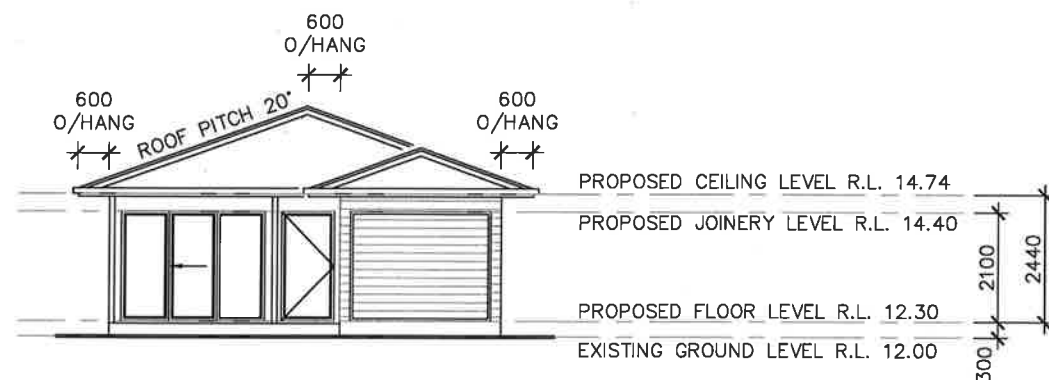 600
O/HANG
600
O/HANG
ROOF PITCH 20°
600
O/HANG
PROPOSED CEILING LEVEL R.L. 14.74
PROPOSED JOINERY LEVEL R.L. 14.40
2100
2440
PROPOSED FLOOR LEVEL R.L. 12.30
EXISTING GROUND LEVEL R.L. 12.00
300